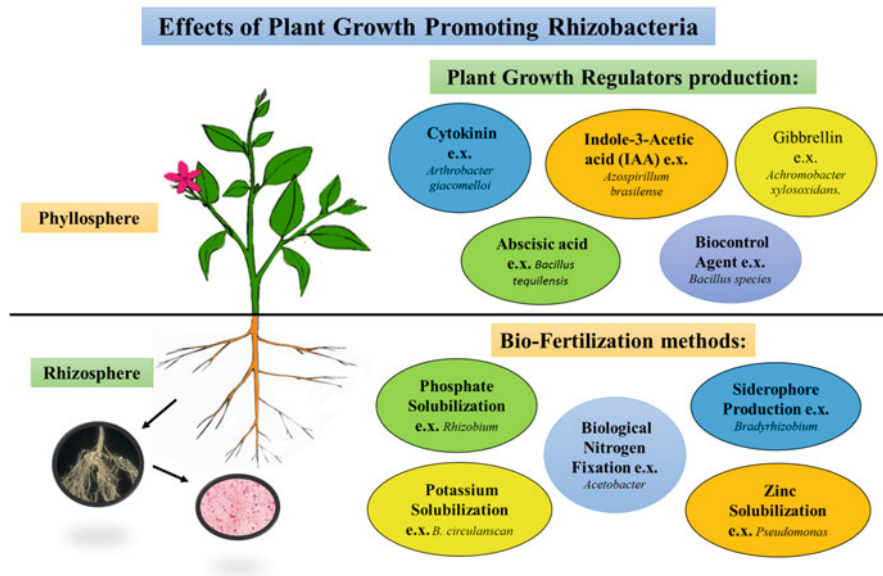 Effects of Plant Growth Promoting Rhizobacteria
Plant Growth Regulators production:
Cytokinin
e.x.
Arthrobacter
giacomelloi
Indole-3-Acetic
acid (IAA) e.x.
Azospirillum
brasilense
Gibbrellin
e.x.
Achromobacter
xylosoxidans,
Phyllosphere
Abscisic acid
e.x. Bacillus
tequilensis
Biocontrol
Agent e.x.
Bacillus species
Bio-Fertilization methods:
Rhizosphere
Phosphate
Solubilization
e.x. Rhizobium
Biological
Nitrogen
Fixation e.x.
Acetobacter
Siderophore
Production e.x.
Bradyrhizobium
Potassium
Solubilization
e.x. B. circulanscan
Zinc
Solubilization
e.x. Pseudomonas